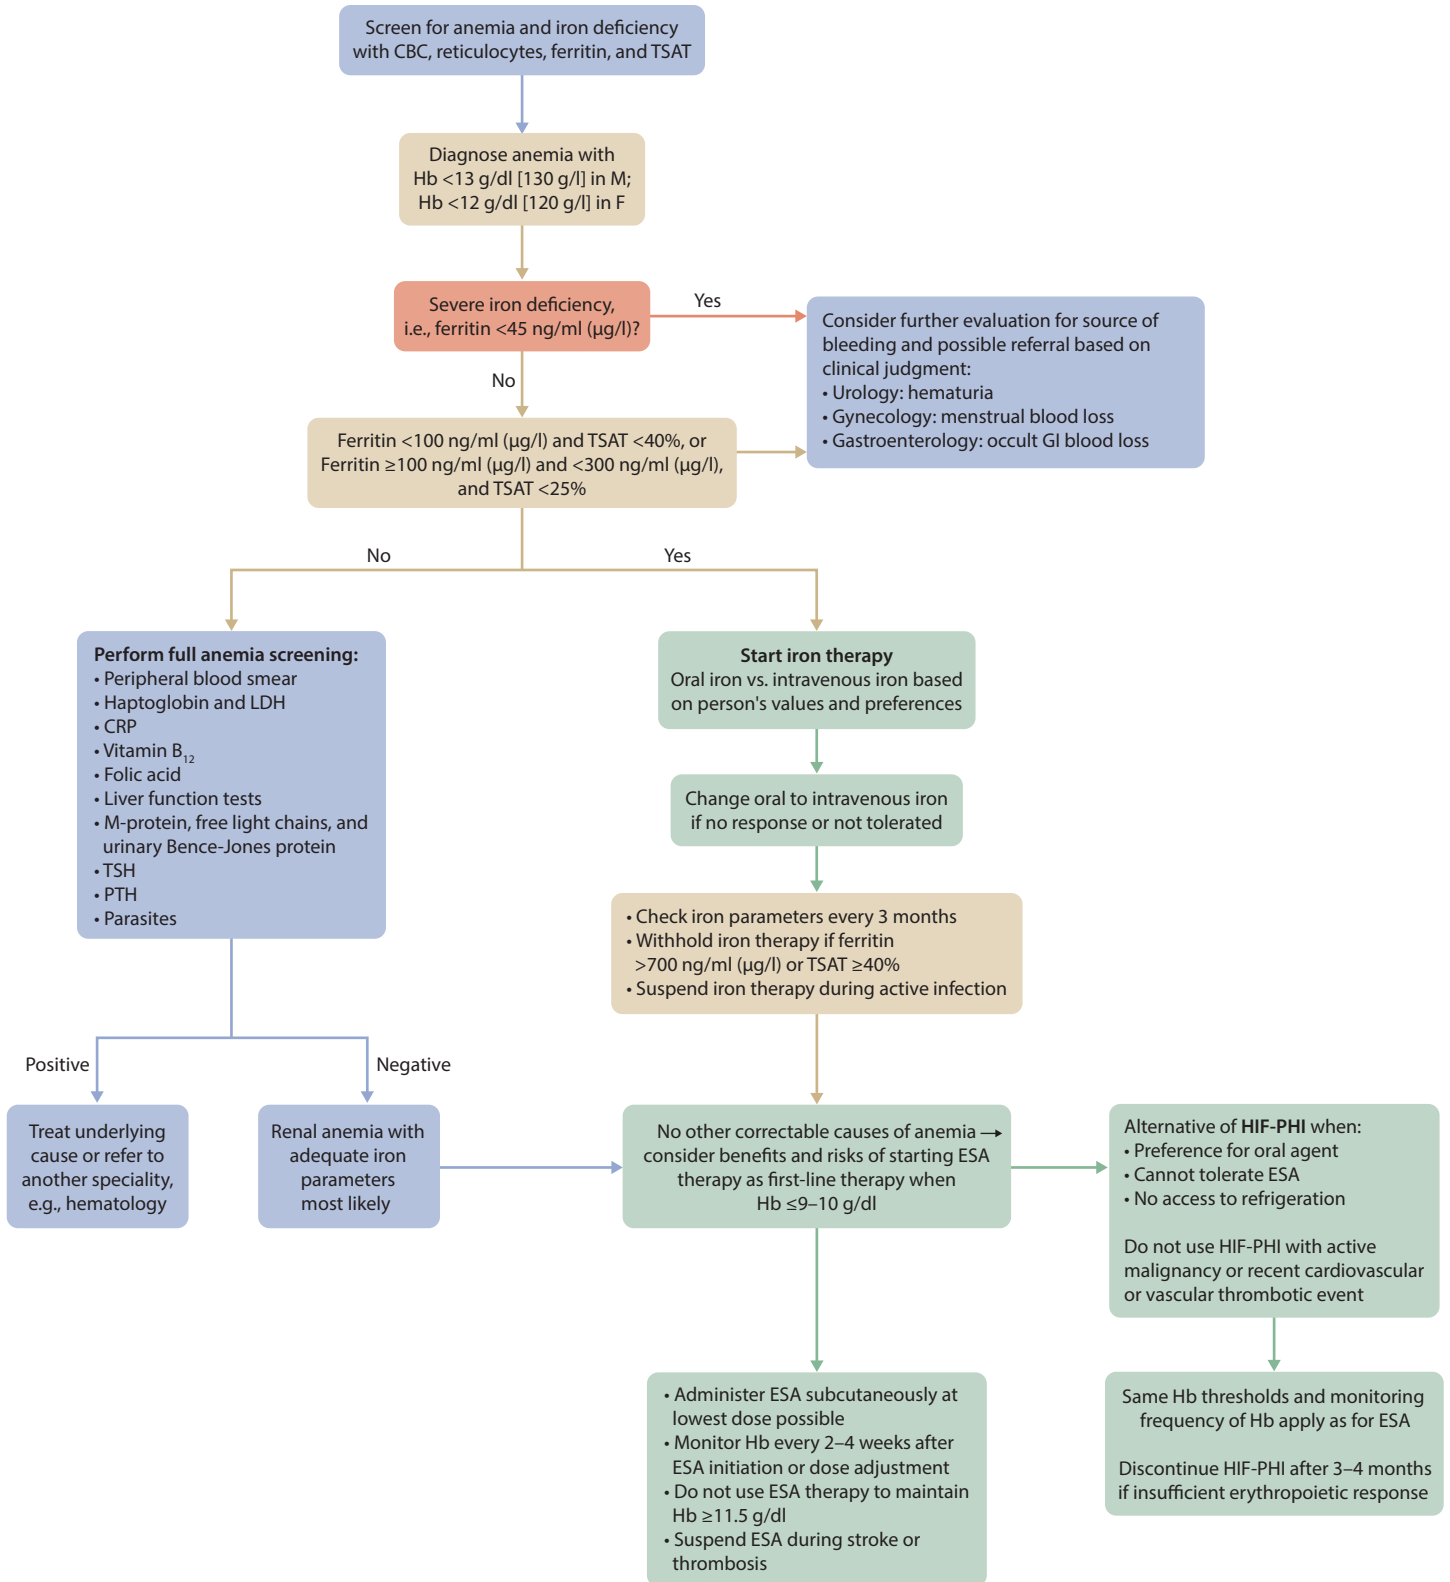 Screen for anemia and iron deficiency
with CBC, reticulocytes, ferritin, and TSAT
Diagnose anemia with
Hb <13 g/dl [130 g/l] in M;
Hb <12 g/dl [120 g/l] in F
Severe iron deficiency,
i.e., ferritin <45 ng/ml (µg/l)?
Yes
Consider further evaluation for source of
bleeding and possible referral based on
clinical judgment:
• Urology: hematuria
• Gynecology: menstrual blood loss
• Gastroenterology: occult GI blood loss
No
Ferritin <100 ng/ml (µg/l) and TSAT <40%, or
Ferritin ≥100 ng/ml (µg/l) and <300 ng/ml (µg/l),
and TSAT <25%
No
Yes
Perform full anemia screening:
• Peripheral blood smear
• Haptoglobin and LDH
• CRP
• Vitamin B12
• Folic acid
• Liver function tests
• M-protein, free light chains, and
urinary Bence-Jones protein
• TSH
• PTH
• Parasites
Start iron therapy
Oral iron vs. intravenous iron based
on person's values and preferences
Change oral to intravenous iron
if no response or not tolerated
• Check iron parameters every 3 months
• Withhold iron therapy if ferritin
>700 ng/ml (µg/l) or TSAT ≥40%
• Suspend iron therapy during active infection
Positive
Negative
Treat underlying
cause or refer to
another speciality,
e.g., hematology
Renal anemia with
adequate iron
parameters
most likely
No other correctable causes of anemia →
consider benefits and risks of starting ESA
therapy as first-line therapy when
Hb ≤9–10 g/dl
Alternative of HIF-PHI when:
• Preference for oral agent
• Cannot tolerate ESA
• No access to refrigeration
Do not use HIF-PHI with active
malignancy or recent cardiovascular
or vascular thrombotic event
• Administer ESA subcutaneously at
lowest dose possible
• Monitor Hb every 2–4 weeks after
ESA initiation or dose adjustment
• Do not use ESA therapy to maintain
Hb ≥11.5 g/dl
• Suspend ESA during stroke or
thrombosis
Same Hb thresholds and monitoring
frequency of Hb apply as for ESA
Discontinue HIF-PHI after 3–4 months
if insufficient erythropoietic response